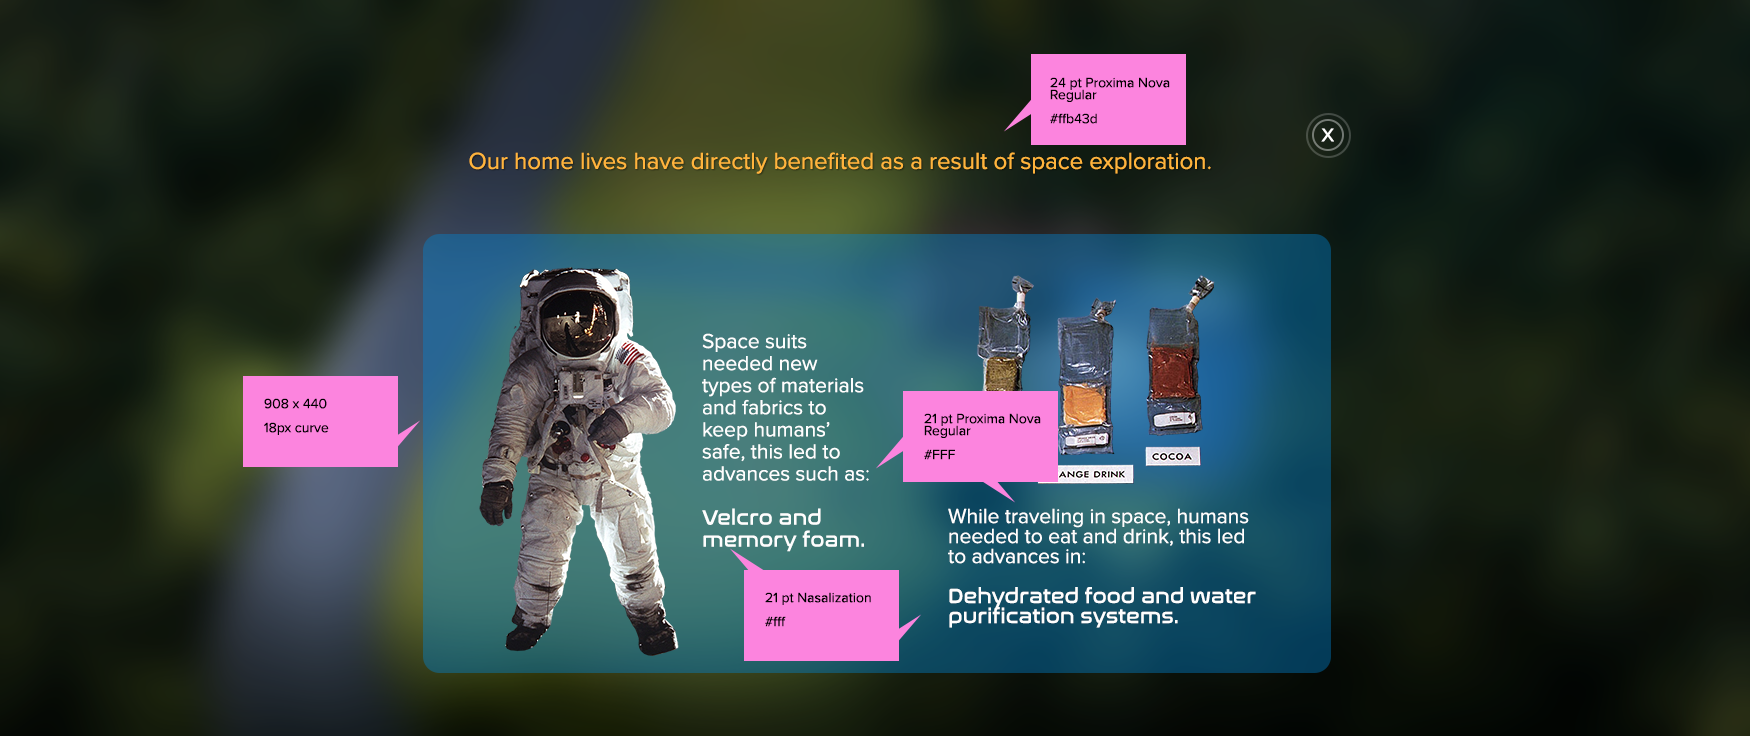 24 pt Proxima Nova
Regular
#ffb43d
X
Our home lives have directly benefited as a result of space exploration.
908 x 440
18px curve
Space suits
needed new
types of materials
and fabrics to
keep humans’
safe, this led to
advances such as:
Velcro and
memory foam.
21 pt Nasalization
#fff
21 pt Proxima Nova
Regular
#FFF
ANGE DRINK
COCOA
While traveling in space, humans
needed to eat and drink, this led
to advances in:
Dehydrated food and water
purification systems.